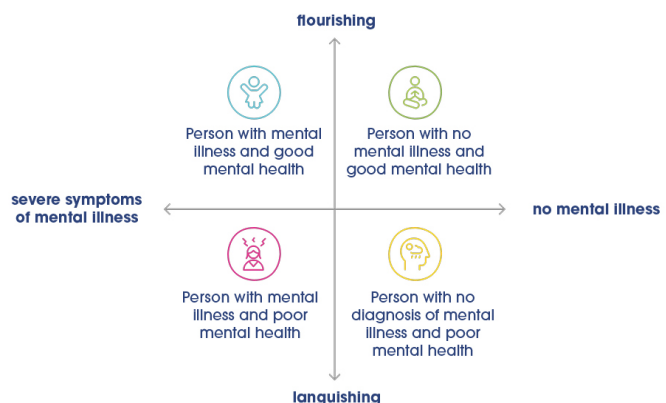 flourishing
Person with mental
illness and good
mental health
Person with no
mental illness and
good mental health
severe symptoms
of mental illness
no mental illness
Person with mental
illness and poor
mental health
Person with no
diagnosis of mental
illness and poor
mental health
languishing